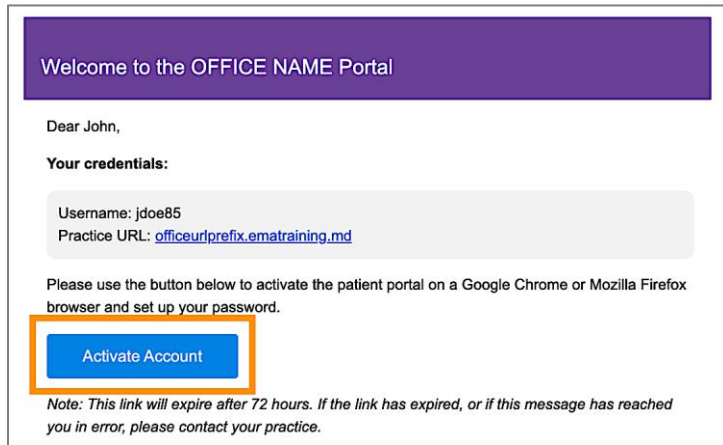 Welcome to the OFFICE NAME Portal
Dear John,
Your credentials:
Username: jdoe85
Practice URL: officeurlprefix.ematraining.md
Please use the button below to activate the patient portal on a Google Chrome or Mozilla Firefox
browser and set up your password.
Activate Account
Note: This link will expire after 72 hours. If the link has expired, or if this message has reached
you in error, please contact your practice.